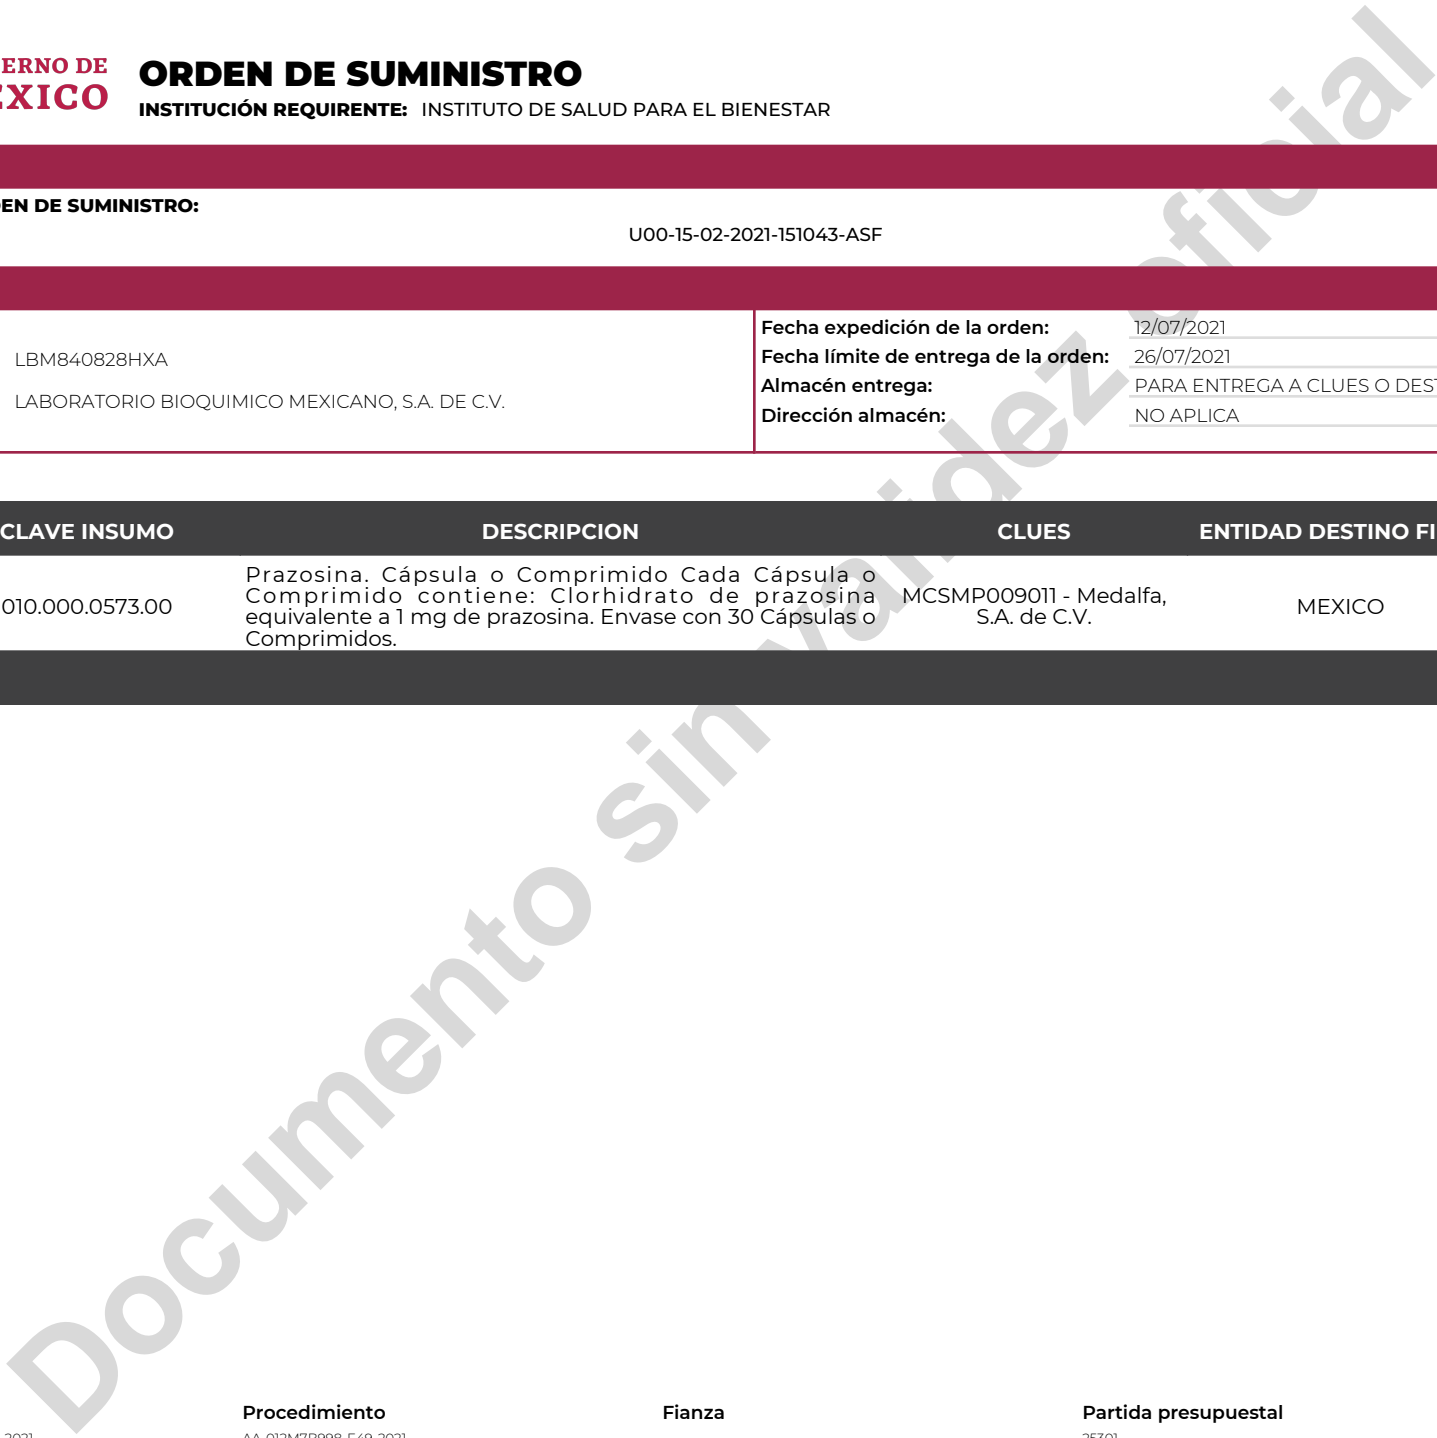 ERNO DE
EXICO
ORDEN DE SUMINISTRO
INSTITUCIÓN REQUIRENTE: INSTITUTO DE SALUD PARA EL BIENESTAR
EN DE SUMINISTRO:
U00-15-02-2021-151043-ASF
LBM840828HXA
LABORATORIO BIOQUIMICO MEXICANO, S.A. DE C.V.
Fecha expedición de la orden: 12/07/2021
Fecha límite de entrega de la orden: 26/07/2021
Almacén entrega: PARA ENTREGA A CLUES O DEST
Dirección almacén: NO APLICA
CLAVE INSUMO DESCRIPCION CLUES ENTIDAD DESTINO FI
010.000.0573.00
Prazosina. Cápsula o Comprimido Cada Cápsula o
Comprimido contiene: Clorhidrato de prazosina
equivalente a 1 mg de prazosina. Envase con 30 Cápsulas o
Comprimidos.
MCSMP009011 - Medalfa,
S.A. de C.V.
MEXICO
Documento sin validez oficial
Procedimiento Fianza Partida presupuestal